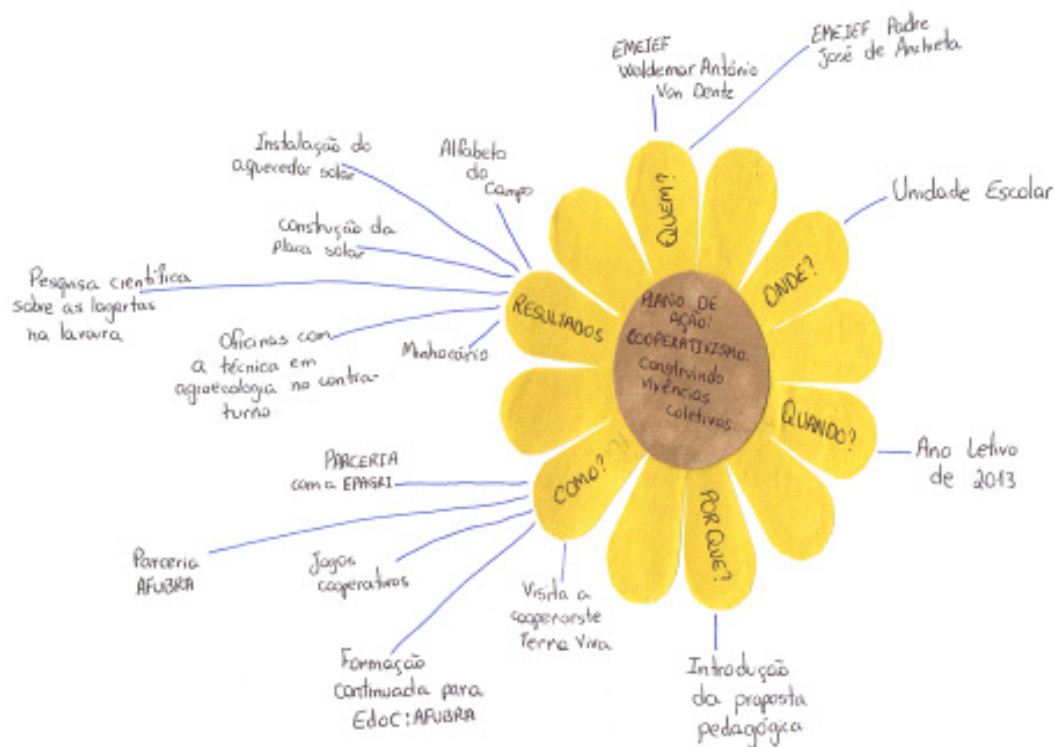 PLANO DE
AÇÃO:
COOPERATIVISMO.
Construindo
vivências
coletivas.
QUEM?
EMEIEF
Waldemar Antônio
Von Dentz
EMEIEF Padre
José de Anchieta
ONDE?
Unidade Escolar
QUANDO?
Ano Letivo
de 2013
POR QUE?
Introdução
da proposta
pedagógica
COMO?
Visita a
cooperoeste
Terra Viva
Formação
continuada para
EdoC: AFUBRA
Jogos
cooperativos
Parceria
AFUBRA
PARCERIA
com a EPAGRI
RESULTADOS
Minhocário
Oficinas com
a técnica em
agroecologia no contra-
turno
Pesquisa científica
sobre as lagartas
na lavoura
Construção da
placa solar
Instalação do
aquecedor solar
Alfabeto
do
Campo